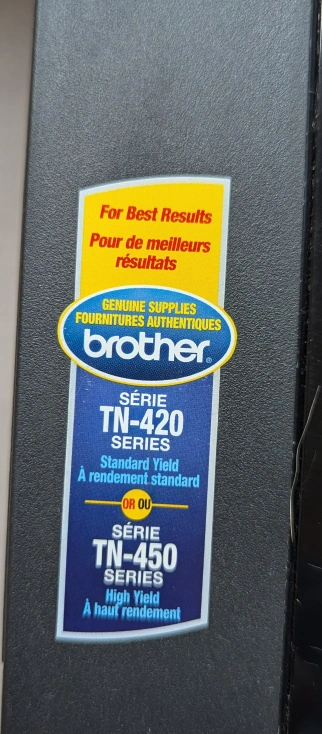 For Best Results
Pour de meilleurs
résultats
GENUINE SUPPLIES
FOURNITURES AUTHENTIQUES
brother®
SÉRIE
TN-420
SERIES
Standard Yield
À rendement standard
OR OU
SÉRIE
TN-450
SERIES
High Yield
À haut rendement